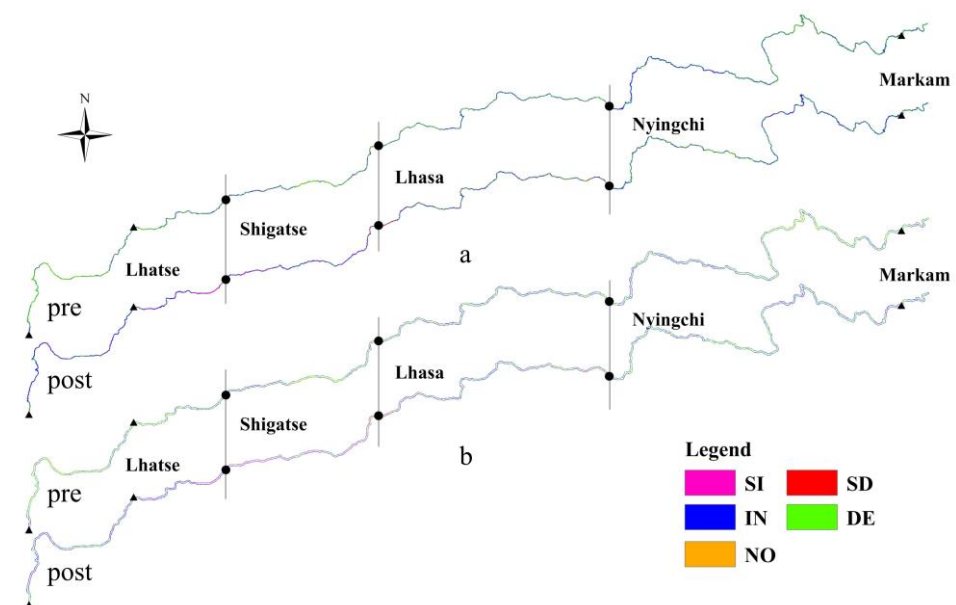 N
Markam
Nyingchi
Lhasa
Shigatse
a
Lhatse
pre
post
Markam
Nyingchi
Lhasa
Shigatse
b
Lhatse
pre
post
Legend
SI SD
IN DE
NO